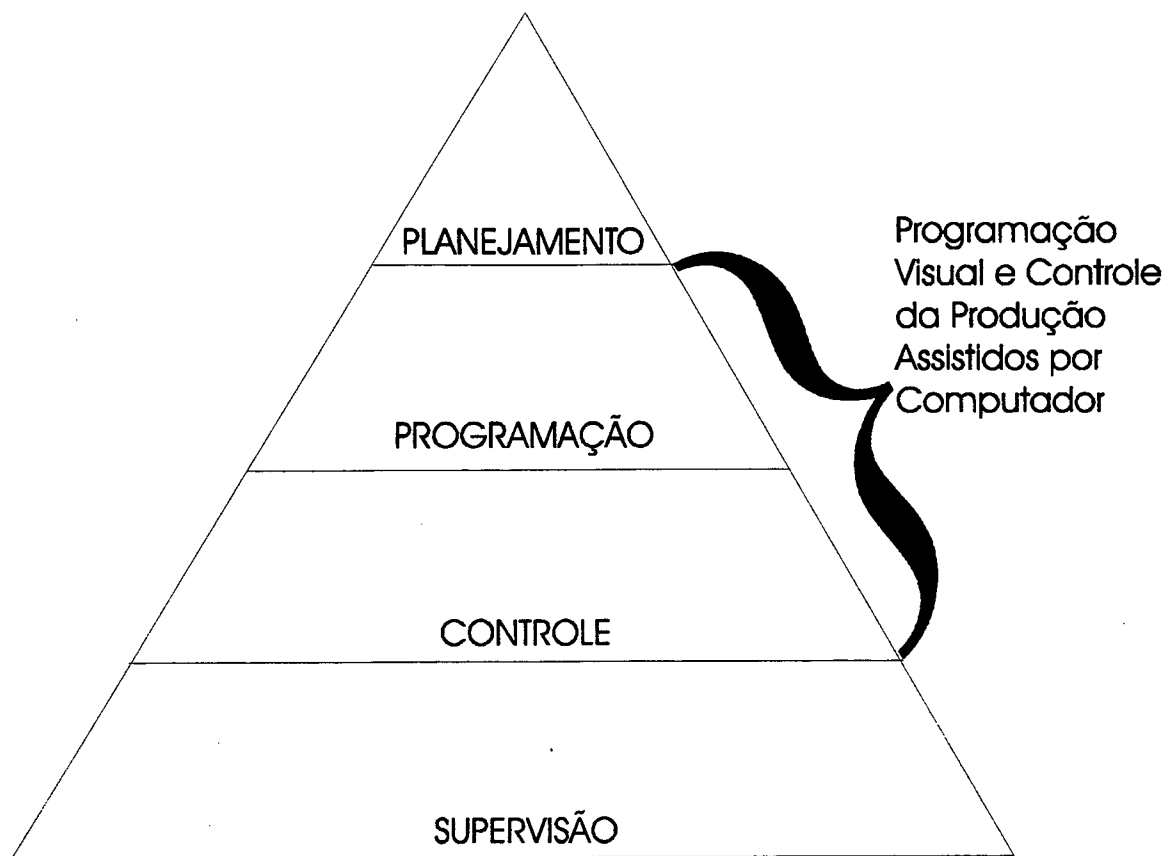 PLANEJAMENTO
Programação
Visual e Controle
da Produção
Assistidos por
Computador
PROGRAMAÇÃO
CONTROLE
SUPERVISÃO